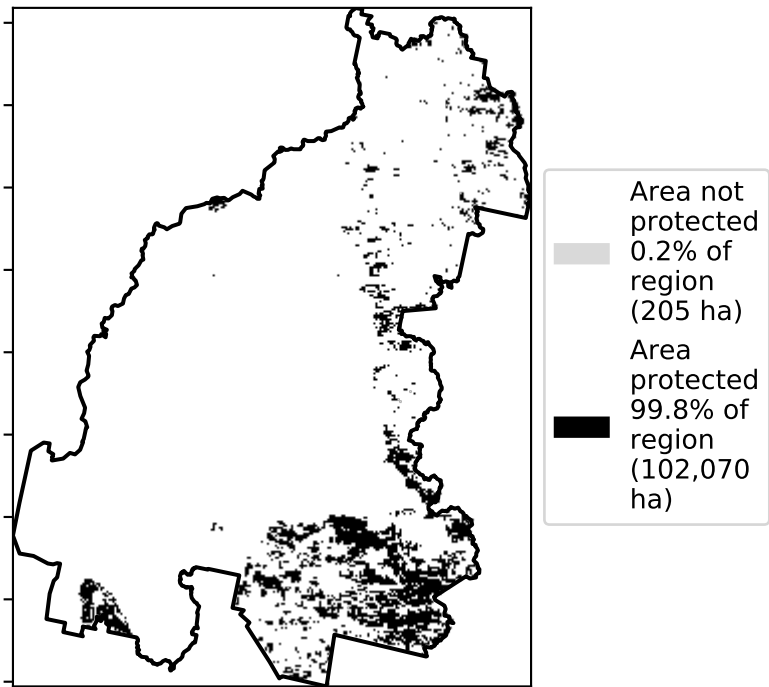 Area not
protected
0.2% of
region
(205 ha)
Area
protected
99.8% of
region
(102,070
ha)